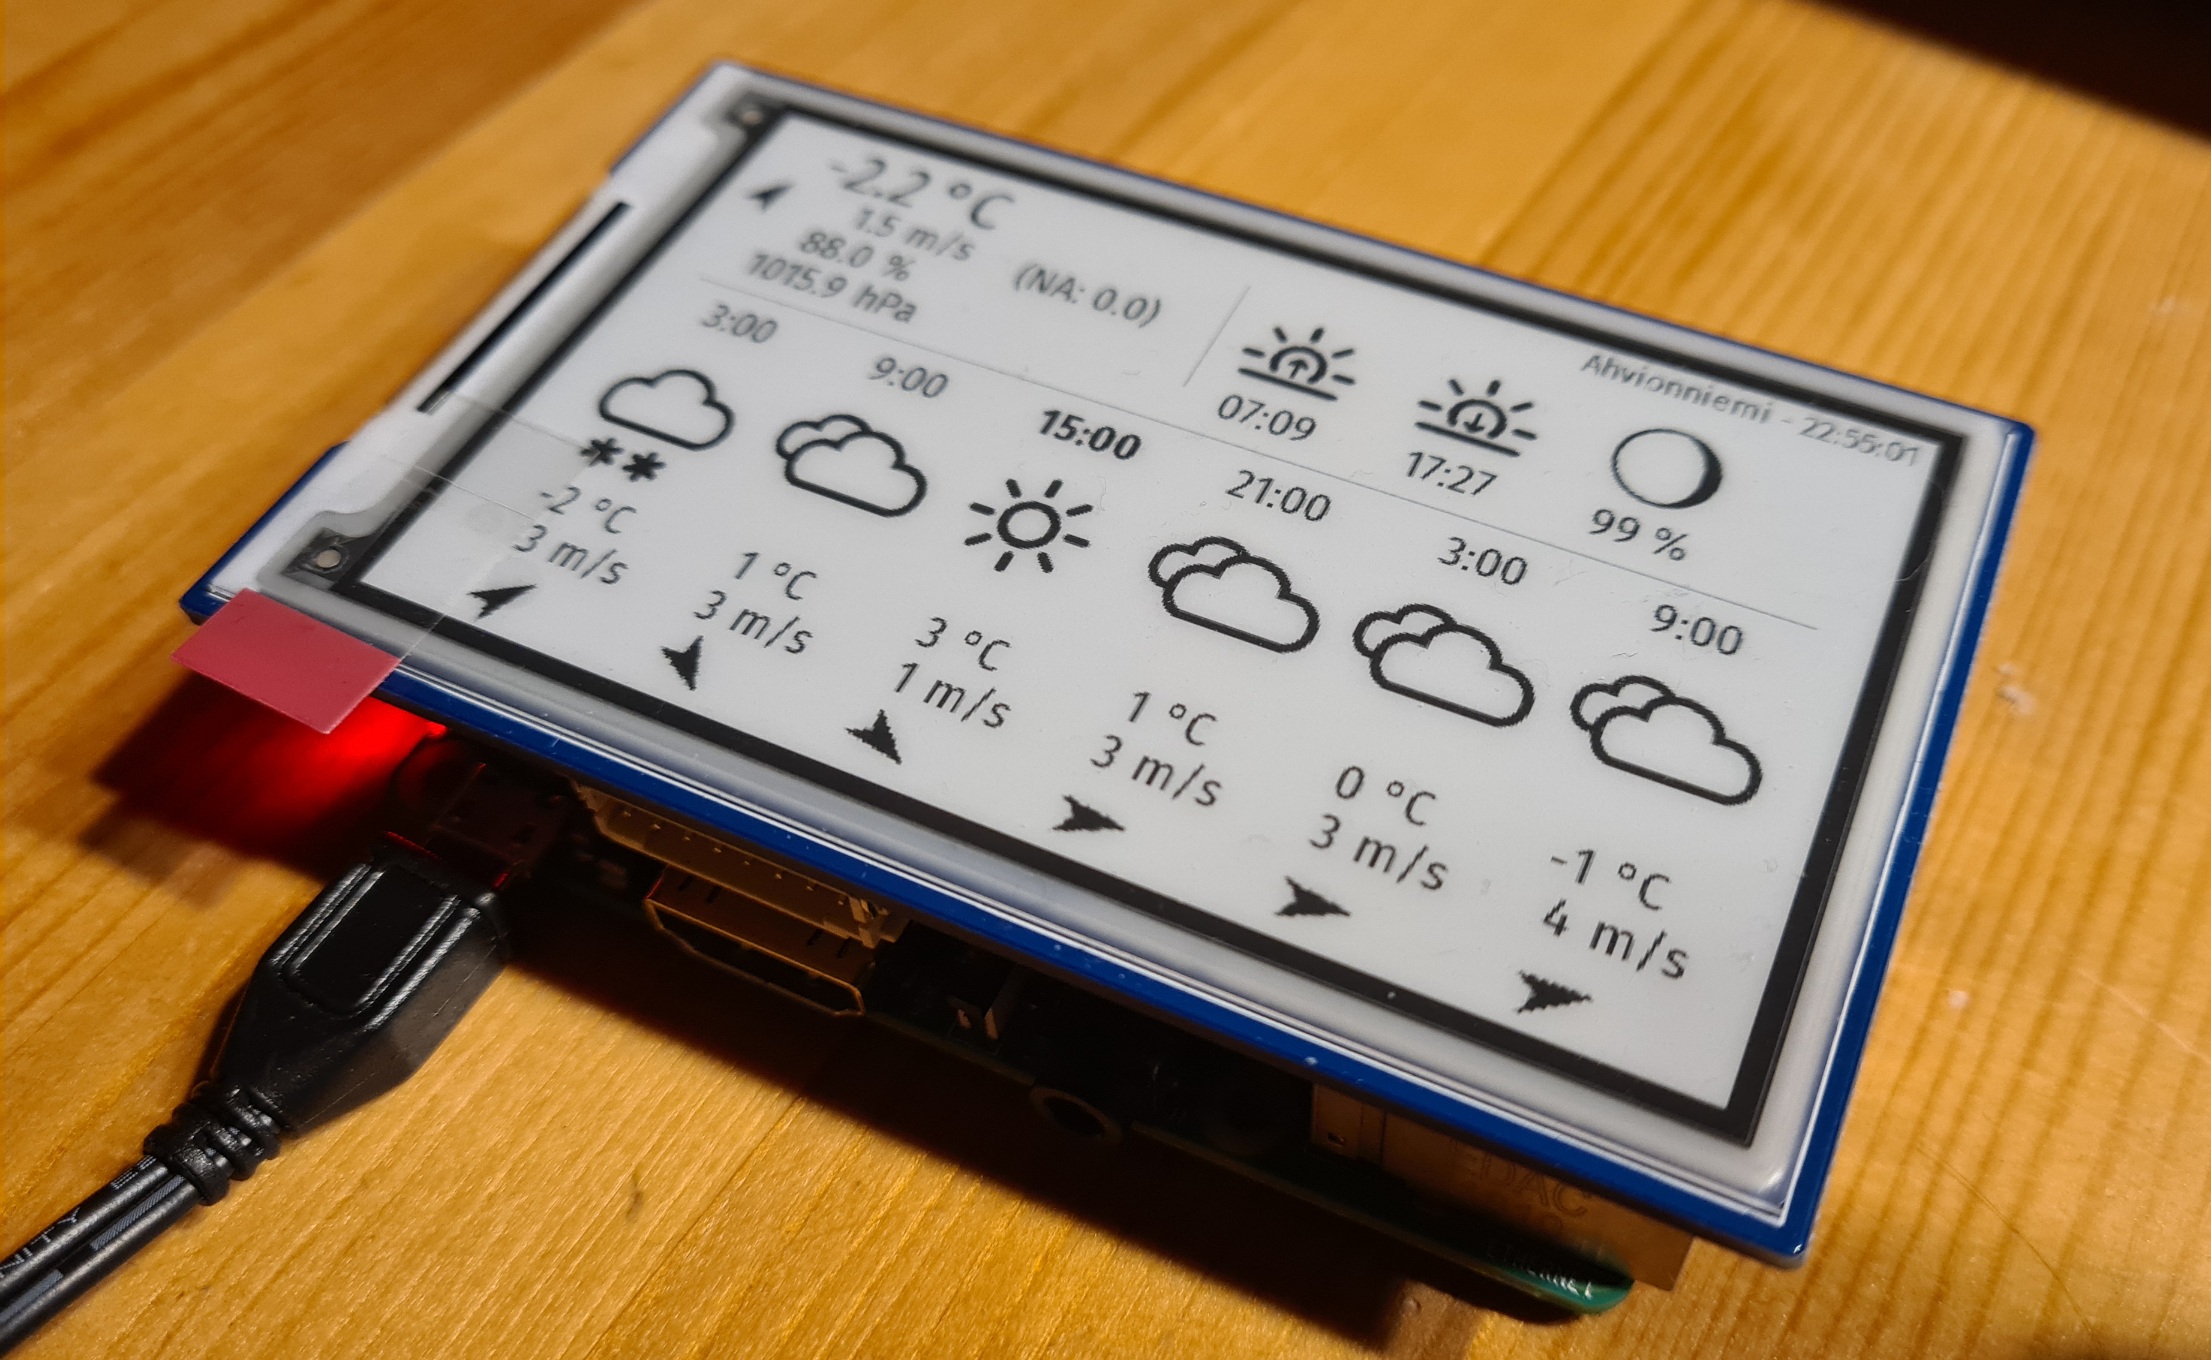 -2.2 °C
1.5 m/s
88.0 %
1015.9 hPa
(NA: 0.0)
Ahvionniemi - 22:55:01
07:09
17:27
99 %
3:00
9:00
15:00
21:00
3:00
9:00
-2 °C
1 °C
3 °C
1 °C
0 °C
-1 °C
3 m/s
3 m/s
1 m/s
3 m/s
3 m/s
4 m/s
EDAC
ETHERNET